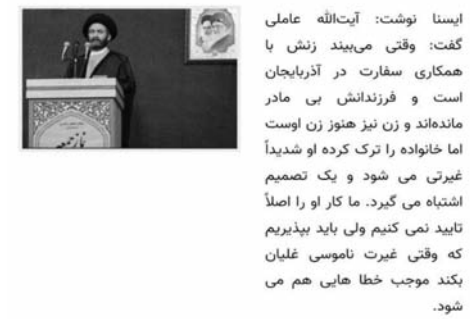 ایسنا نوشت: آیت‌الله عاملی
گفت: وقتی می‌بیند زنش با
همکاری سفارت در آذربایجان
است و فرزندانش بی مادر
مانده‌اند و زن نیز هنوز زن اوست
اما خانواده را ترک کرده او شدیداً
غیرتی می شود و یک تصمیم
اشتباه می گیرد. ما کار او را اصلاً
تایید نمی کنیم ولی باید بپذیریم
که وقتی غیرت ناموسی غلیان
بکند موجب خطا هایی هم می
شود.
نماز جمعه